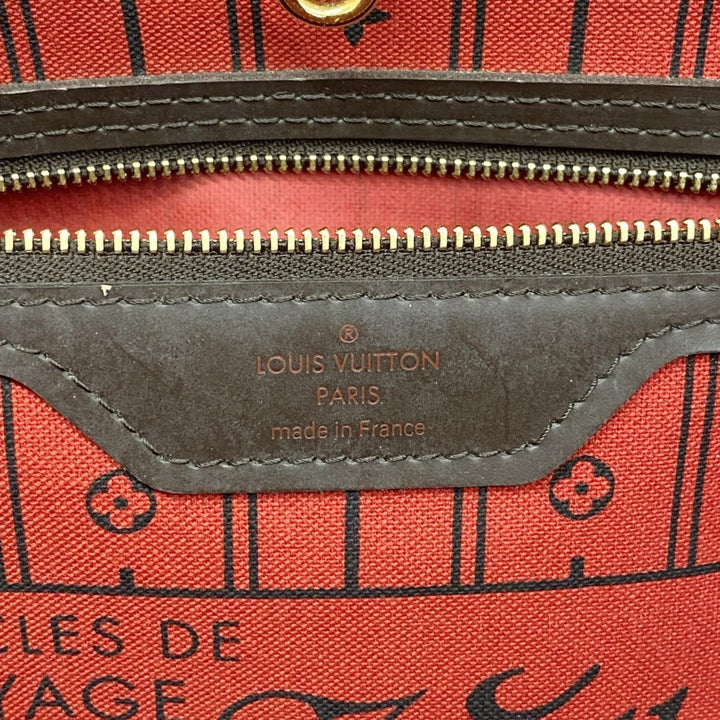 ®
LOUIS VUITTON
PARIS
made in France
CLES DE
YAGE